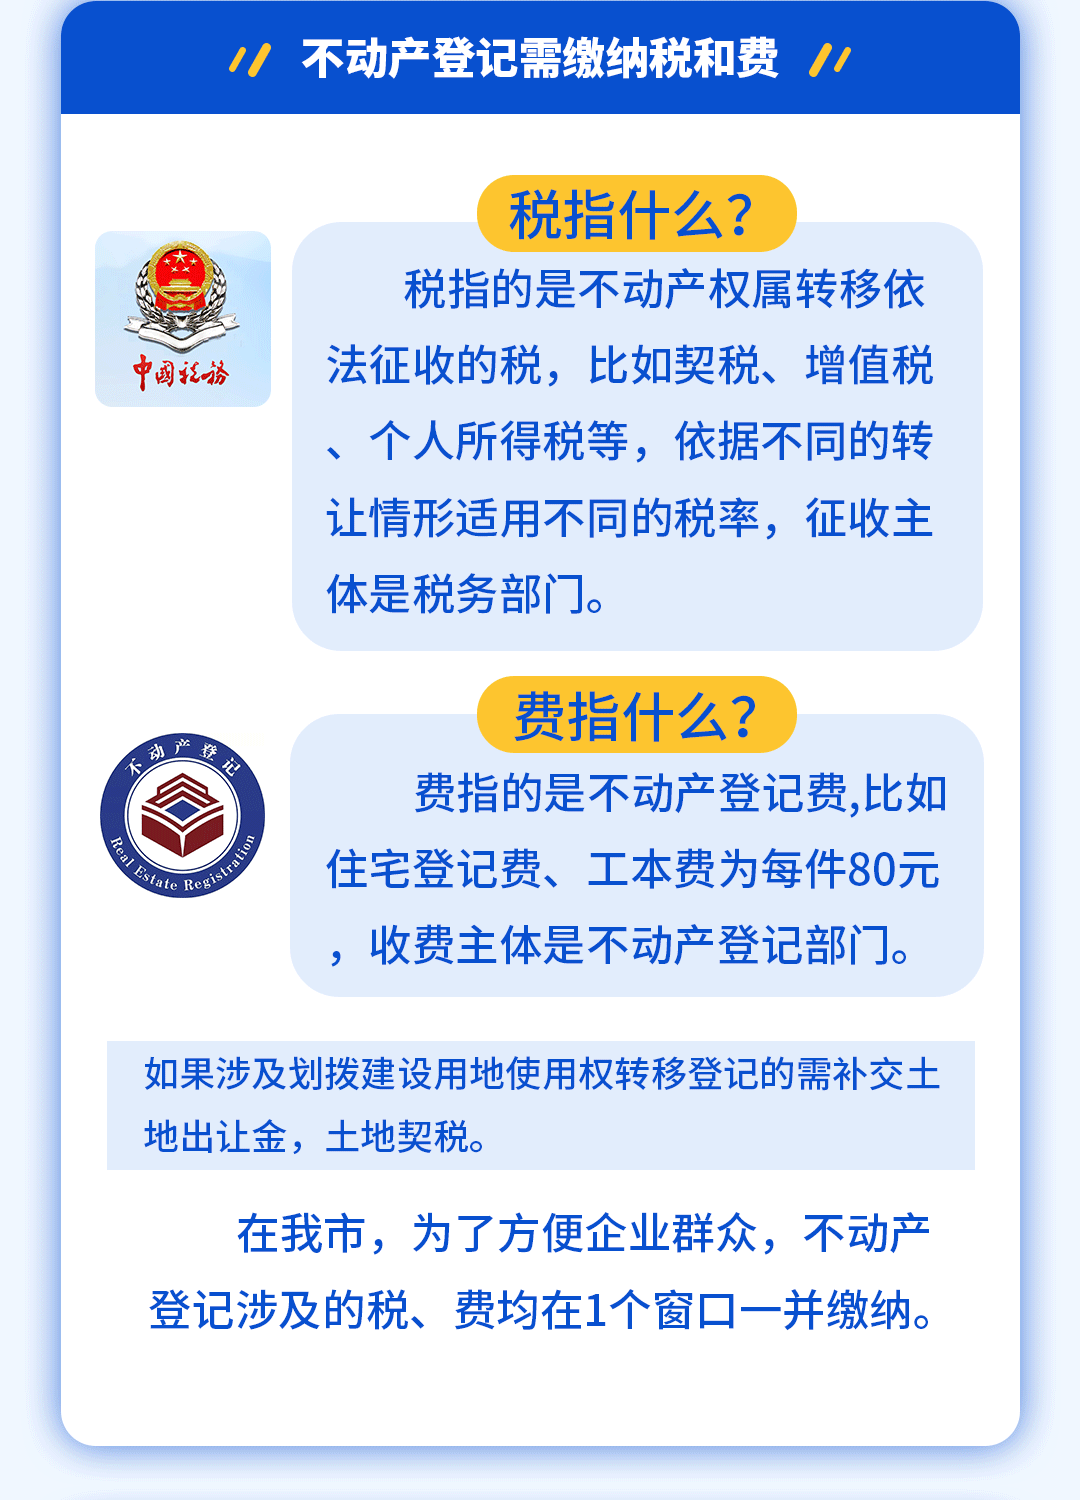 不动产登记需缴纳税和费
税指什么？
税指的是不动产权属转移依
法征收的税，比如契税、增值税
、个人所得税等，依据不同的转
让情形适用不同的税率，征收主
体是税务部门。
中国税务
费指什么？
费指的是不动产登记费,比如
住宅登记费、工本费为每件80元
，收费主体是不动产登记部门。
不动产登记
Real Estate Registration
如果涉及划拨建设用地使用权转移登记的需补交土
地出让金，土地契税。
在我市，为了方便企业群众，不动产
登记涉及的税、费均在1个窗口一并缴纳。